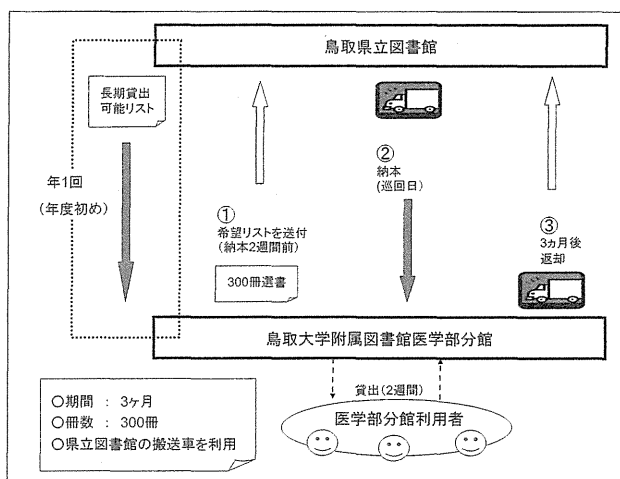 鳥取県立図書館
長期貸出
可能リスト
年1回
(年度初め)
①
希望リストを送付
(納本2週間前)
300冊選書
②
納本
(巡回日)
③
3ヵ月後
返却
鳥取大学附属図書館医学部分館
貸出(2週間)
医学部分館利用者
○期間 : 3ヶ月
○冊数 : 300冊
○県立図書館の搬送車を利用